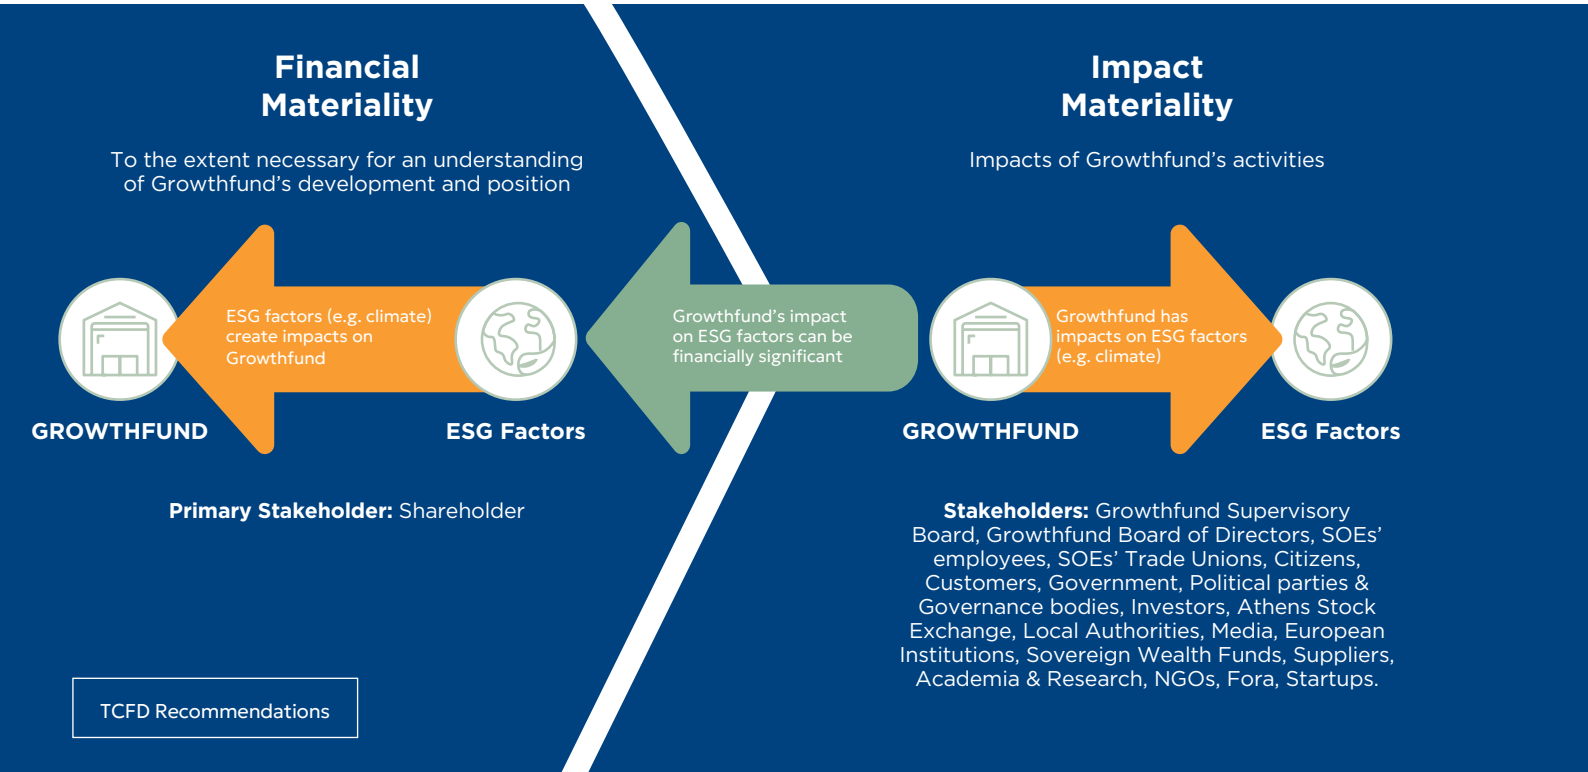 Financial
Materiality
To the extent necessary for an understanding
of Growthfund’s development and position
ESG factors (e.g. climate)
create impacts on
Growthfund
GROWTHFUND
ESG Factors
Primary Stakeholder: Shareholder
TCFD Recommendations
Growthfund’s impact
on ESG factors can be
financially significant
Impact
Materiality
Impacts of Growthfund’s activities
Growthfund has
impacts on ESG factors
(e.g. climate)
GROWTHFUND
ESG Factors
Stakeholders: Growthfund Supervisory
Board, Growthfund Board of Directors, SOEs’
employees, SOEs’ Trade Unions, Citizens,
Customers, Government, Political parties &
Governance bodies, Investors, Athens Stock
Exchange, Local Authorities, Media, European
Institutions, Sovereign Wealth Funds, Suppliers,
Academia & Research, NGOs, Fora, Startups.